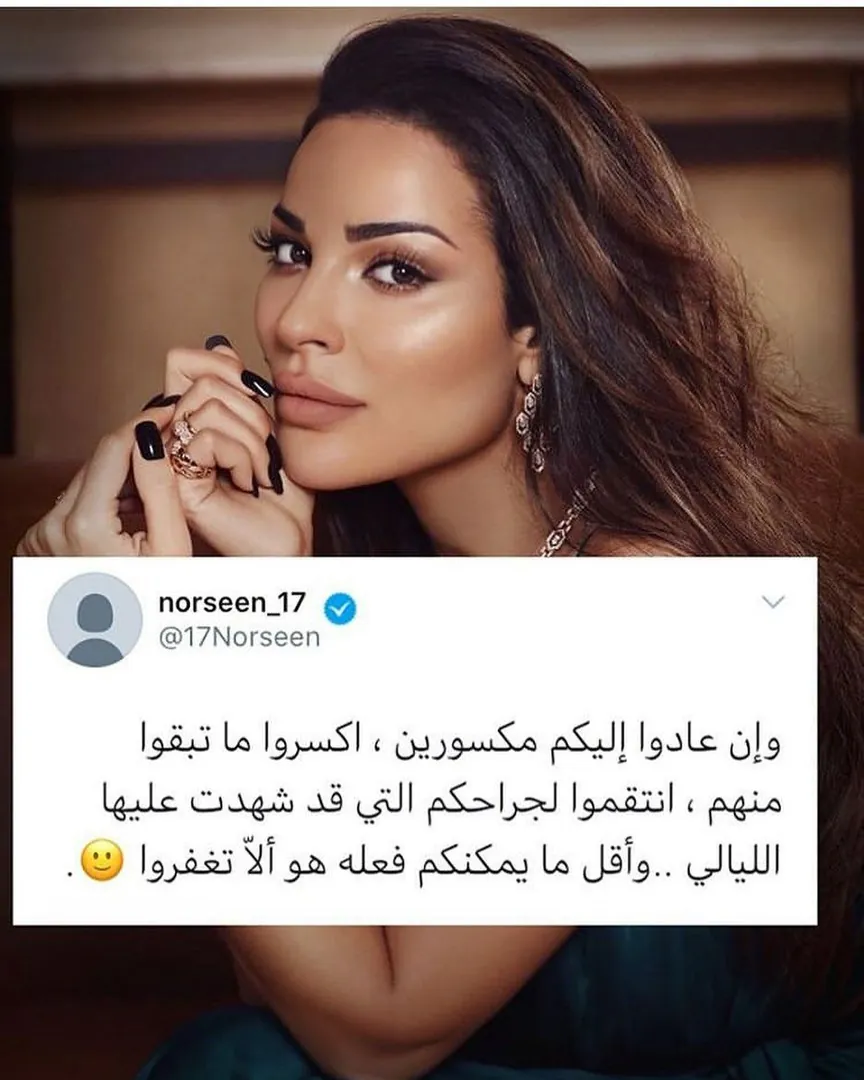 norseen_17
@17Norseen
وإن عادوا إليكم مكسورين ، اكسروا ما تبقوا
منهم ، انتقموا لجراحكم التي قد شهدت عليها
الليالي ..وأقل ما يمكنكم فعله هو ألاّ تغفروا 🙂.